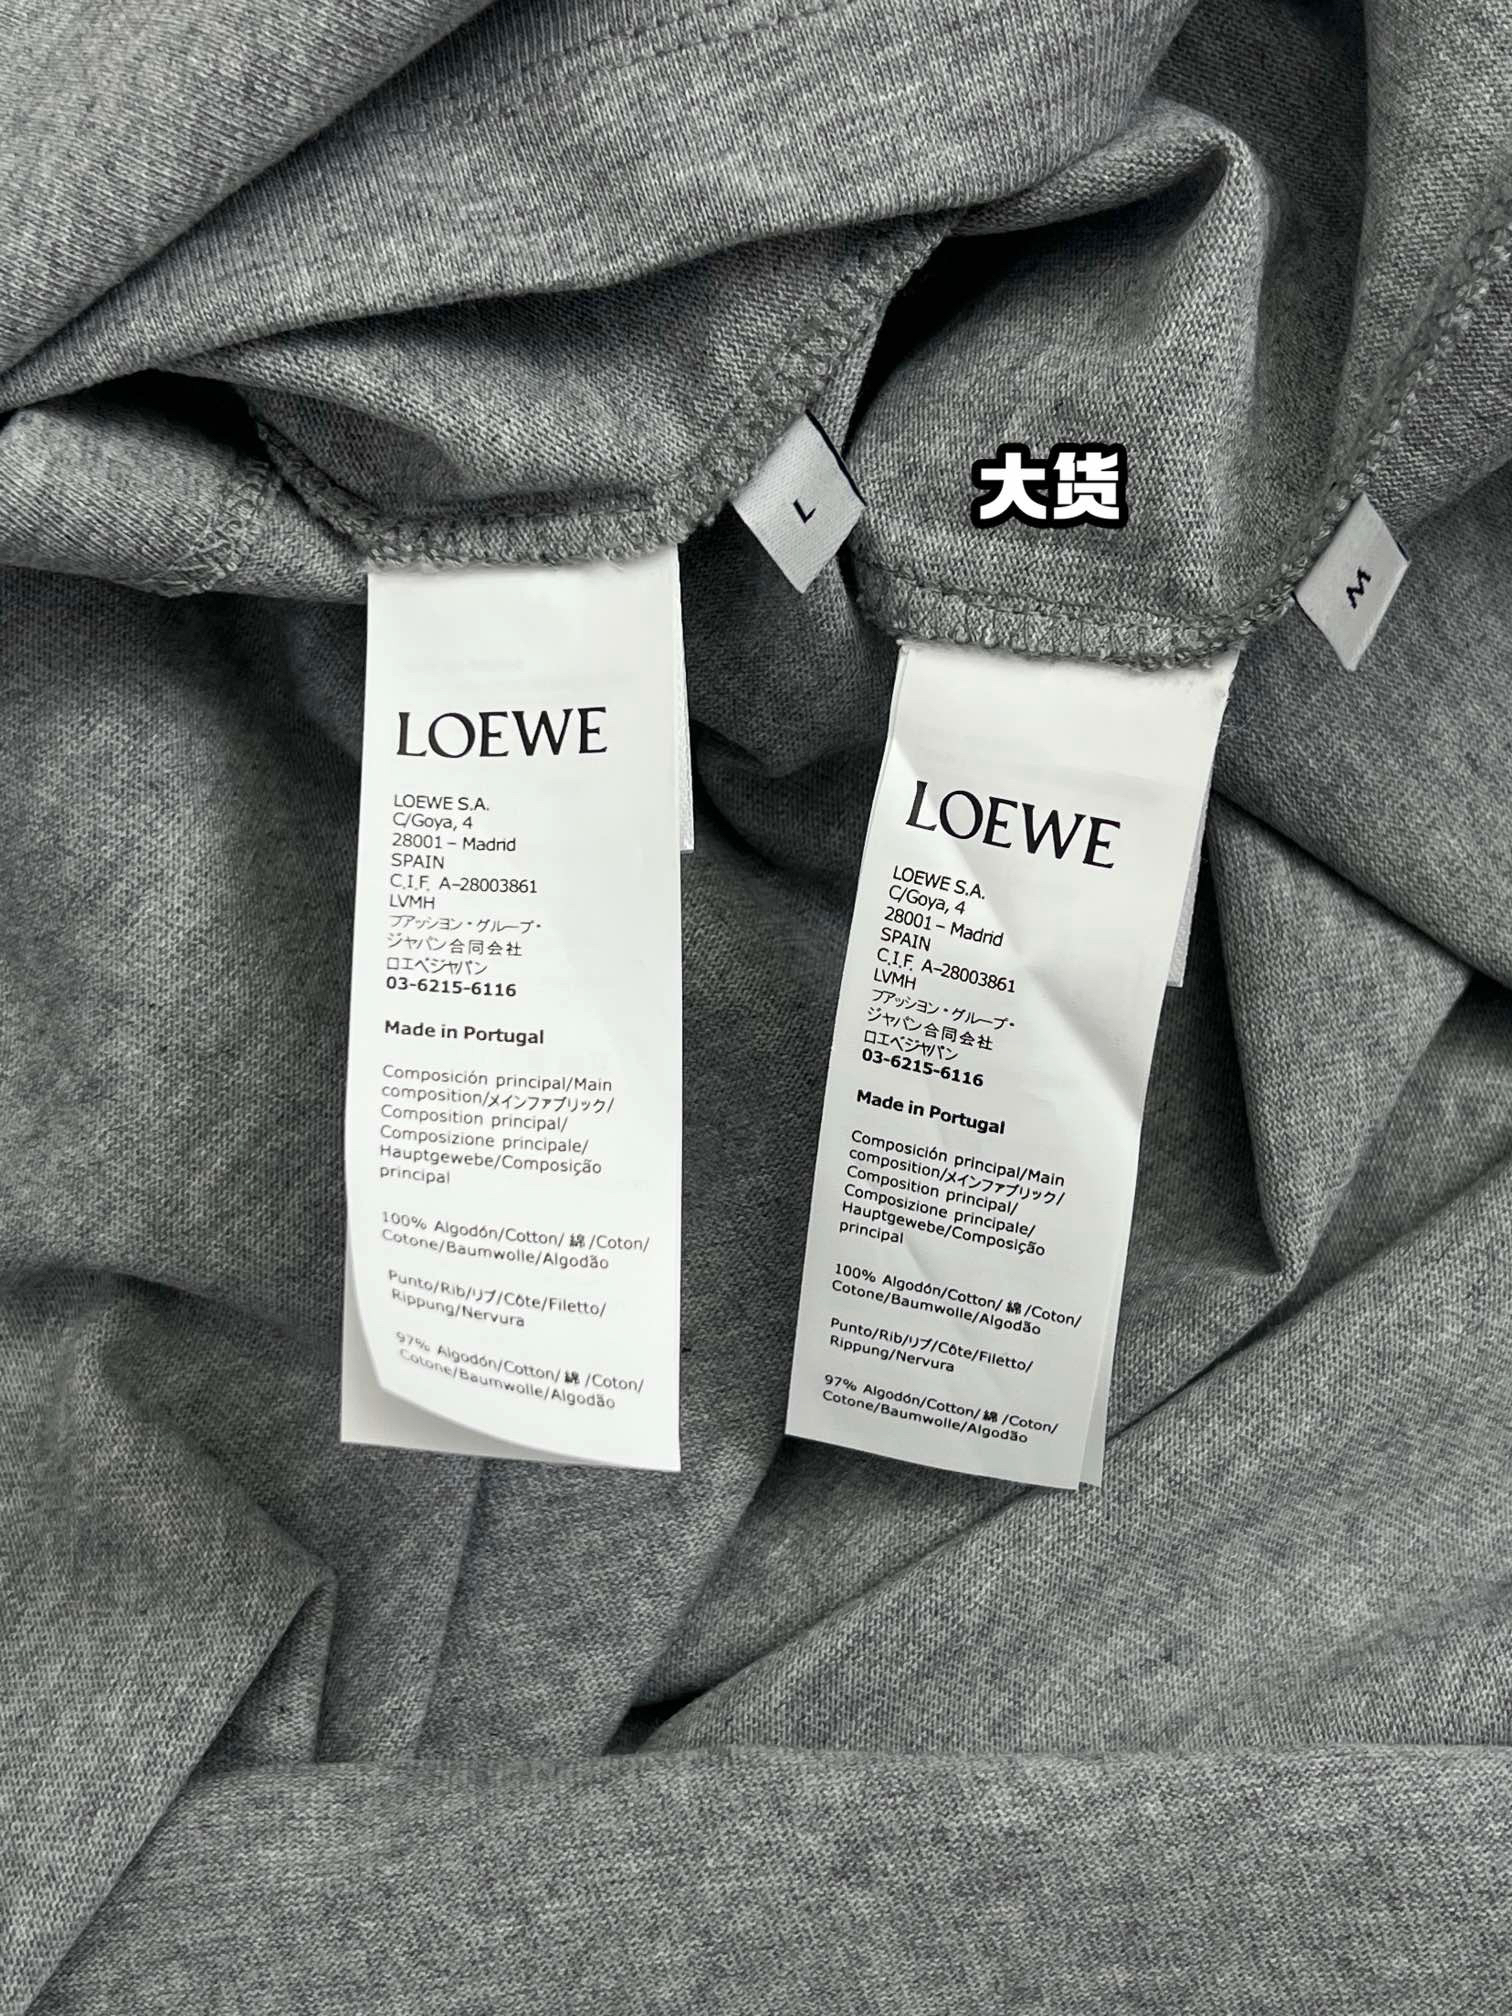 L
LOEWE
LOEWE S.A.
C/Goya, 4
28001 – Madrid
SPAIN
C.I.F. A–28003861
LVMH
フアッション・グループ・
ジャパン合同会社
ロエベジャパン
03-6215-6116
Made in Portugal
Composición principal/Main
composition/メインファブリック/
Composition principal/
Composizione principale/
Hauptgewebe/Composição
principal
100% Algodón/Cotton/ 綿 /Coton/
Cotone/Baumwolle/Algodão
Punto/Rib/リブ/Côte/Filetto/
Rippung/Nervura
97% Algodón/Cotton/ 綿 /Coton/
Cotone/Baumwolle/Algodão
大货
M
LOEWE
LOEWE S.A.
C/Goya, 4
28001 – Madrid
SPAIN
C.I.F. A–28003861
LVMH
フアッション・グループ・
ジャパン合同会社
ロエベジャパン
03-6215-6116
Made in Portugal
Composición principal/Main
composition/メインファブリック/
Composition principal/
Composizione principale/
Hauptgewebe/Composição
principal
100% Algodón/Cotton/ 綿 /Coton/
Cotone/Baumwolle/Algodão
Punto/Rib/リブ/Côte/Filetto/
Rippung/Nervura
97% Algodón/Cotton/ 綿 /Coton/
Cotone/Baumwolle/Algodão